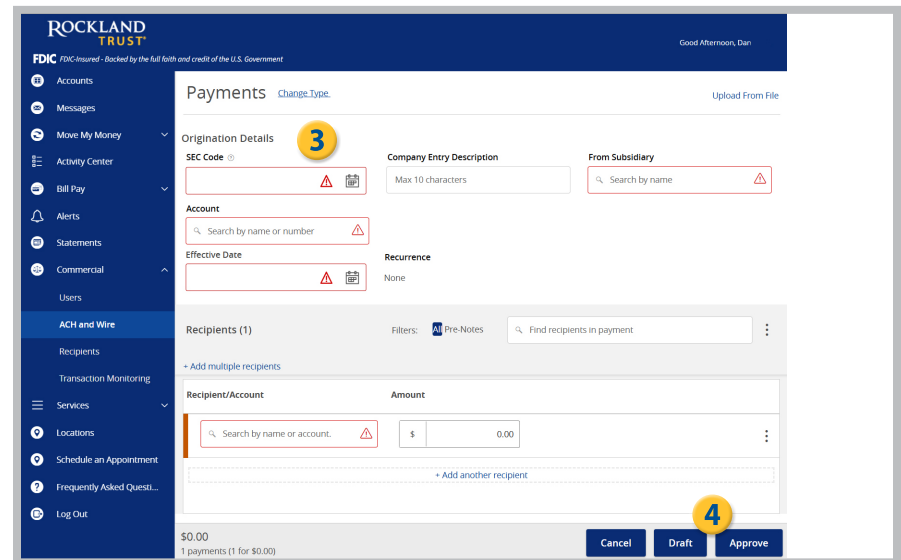 ROCKLAND
TRUST
Good Afternoon, Dan
FDIC FDIC-Insured - Backed by the full faith and credit of the U.S. Government
Accounts
Messages
Move My Money
Activity Center
Bill Pay
Alerts
Statements
Commercial
Users
ACH and Wire
Recipients
Transaction Monitoring
Services
Locations
Schedule an Appointment
Frequently Asked Questi...
Log Out
Payments Change Type
Upload From File
Origination Details 3
SEC Code Company Entry Description From Subsidiary
Max 10 characters Search by name
Account
Search by name or number
Effective Date Recurrence
None
Recipients (1) Filters: All Pre-Notes Find recipients in payment
+ Add multiple recipients
Recipient/Account Amount
Search by name or account. $ 0.00
+ Add another recipient
4
$0.00
1 payments (1 for $0.00)
Cancel Draft Approve